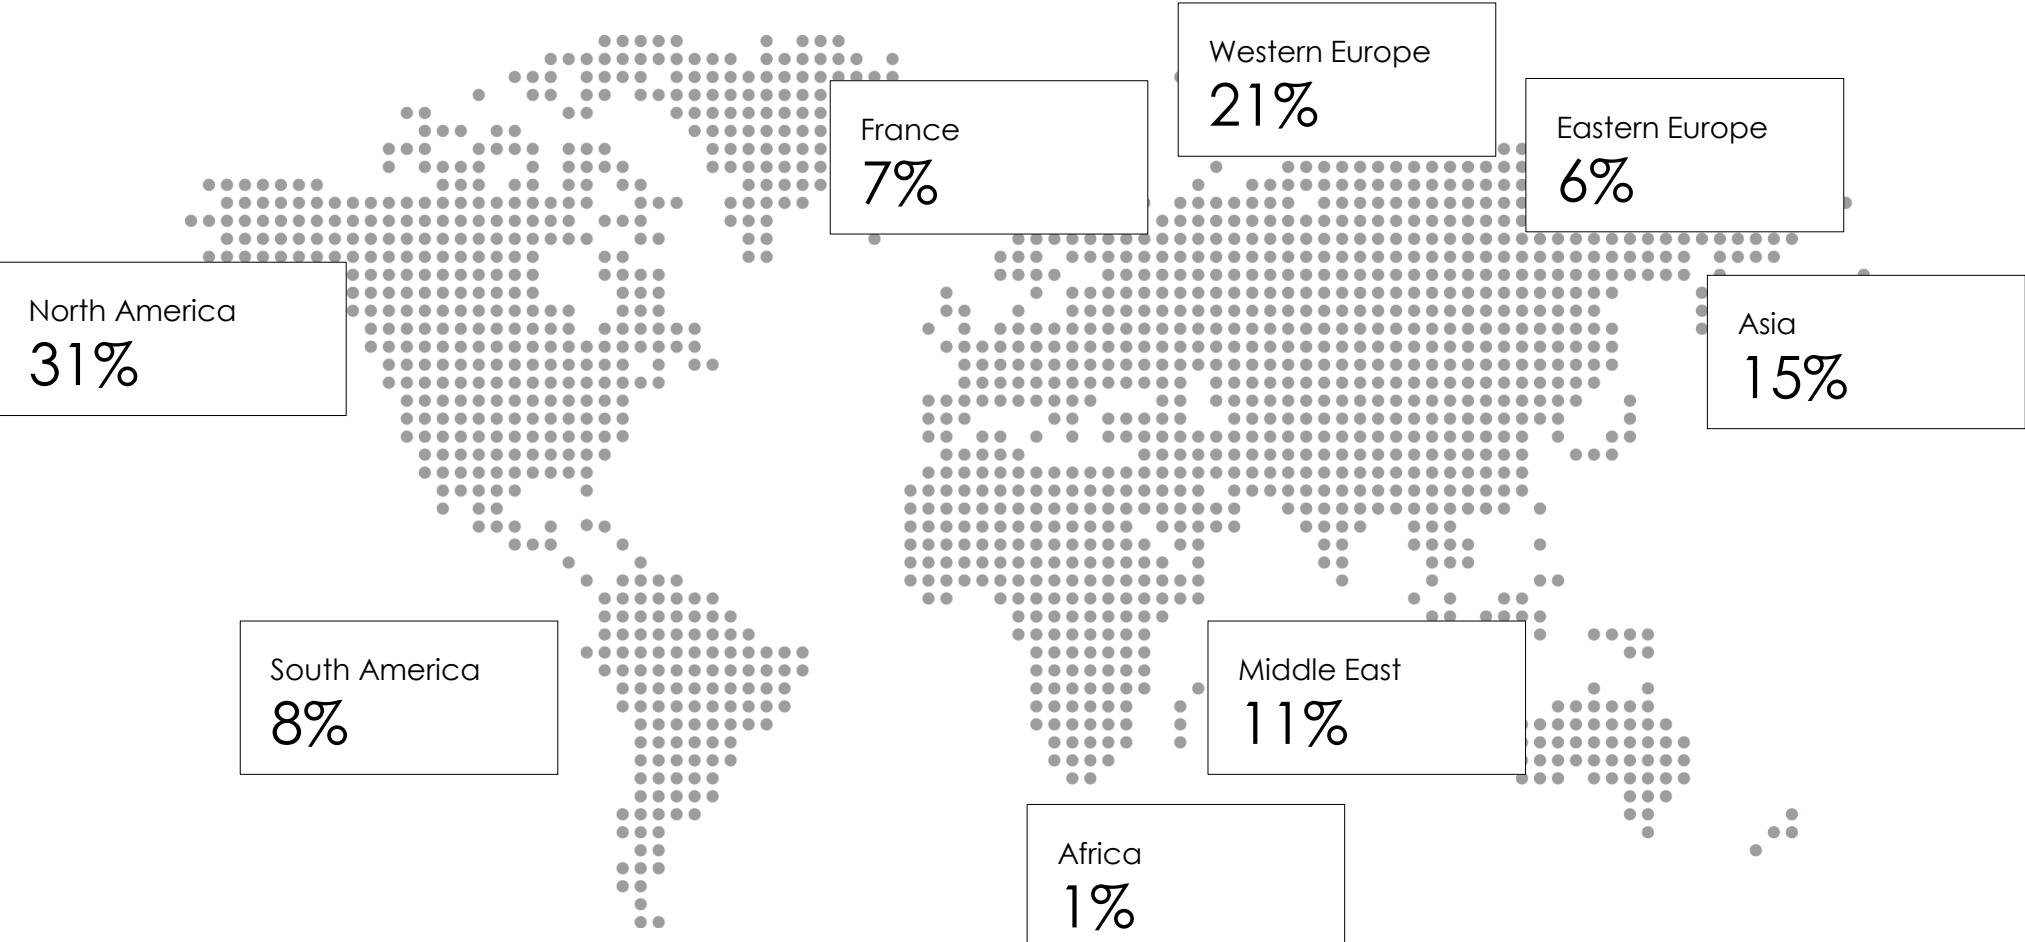 Western Europe
21%
France
7%
Eastern Europe
6%
North America
31%
Asia
15%
South America
8%
Middle East
11%
Africa
1%